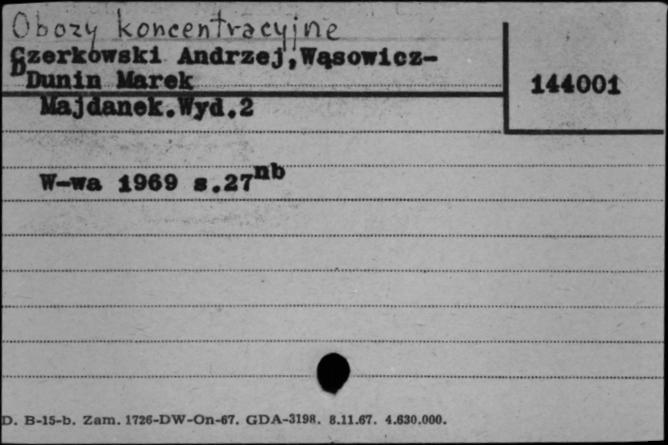 Obozy koncentracyjne
Czerkowski Andrzej,Wąsowicz-
Dunin Marek
144001
Majdanek.Wyd.2
W-wa 1969 s.27nb
D. B-15-b. Zam. 1726-DW-On-67. GDA-3198. 8.11.67. 4.630.000.